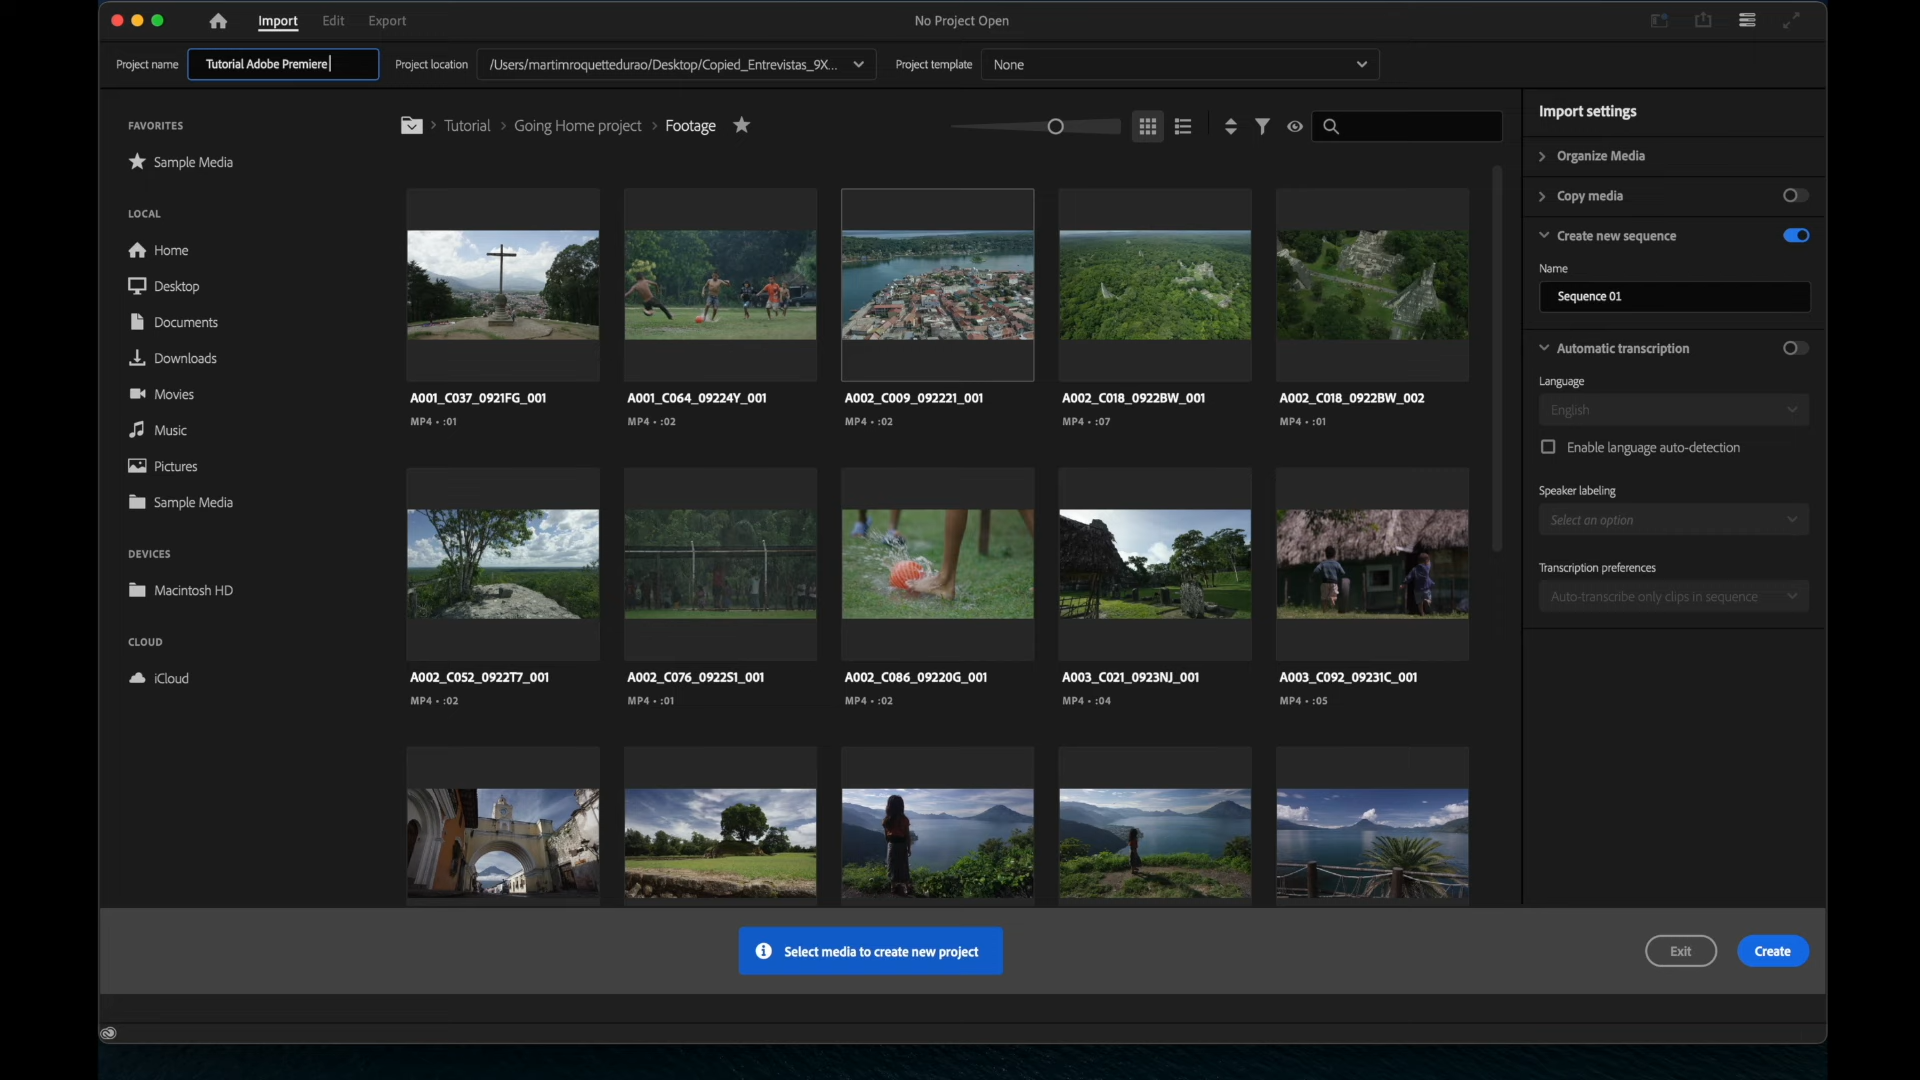 Import
Edit
Export
No Project Open
Project name
Tutorial Adobe Premiere
Project location
/Users/martimroquettedurao/Desktop/Copied_Entrevistas_9X...
Project template
None
FAVORITES
Sample Media
LOCAL
Home
Desktop
Documents
Downloads
Movies
Music
Pictures
Sample Media
DEVICES
Macintosh HD
CLOUD
iCloud
Tutorial > Going Home project > Footage
A001_C037_0921FG_001
MP4 • :01
A001_C064_09224Y_001
MP4 • :02
A002_C009_092221_001
MP4 • :02
A002_C018_0922BW_001
MP4 • :07
A002_C018_0922BW_002
MP4 • :01
A002_C052_0922T7_001
MP4 • :02
A002_C076_0922S1_001
MP4 • :01
A002_C086_09220G_001
MP4 • :02
A003_C021_0923NJ_001
MP4 • :04
A003_C092_09231C_001
MP4 • :05
Import settings
Organize Media
Copy media
Create new sequence
Name
Sequence 01
Automatic transcription
Language
English
Enable language auto-detection
Speaker labeling
Select an option
Transcription preferences
Auto-transcribe only clips in sequence
Select media to create new project
Exit
Create